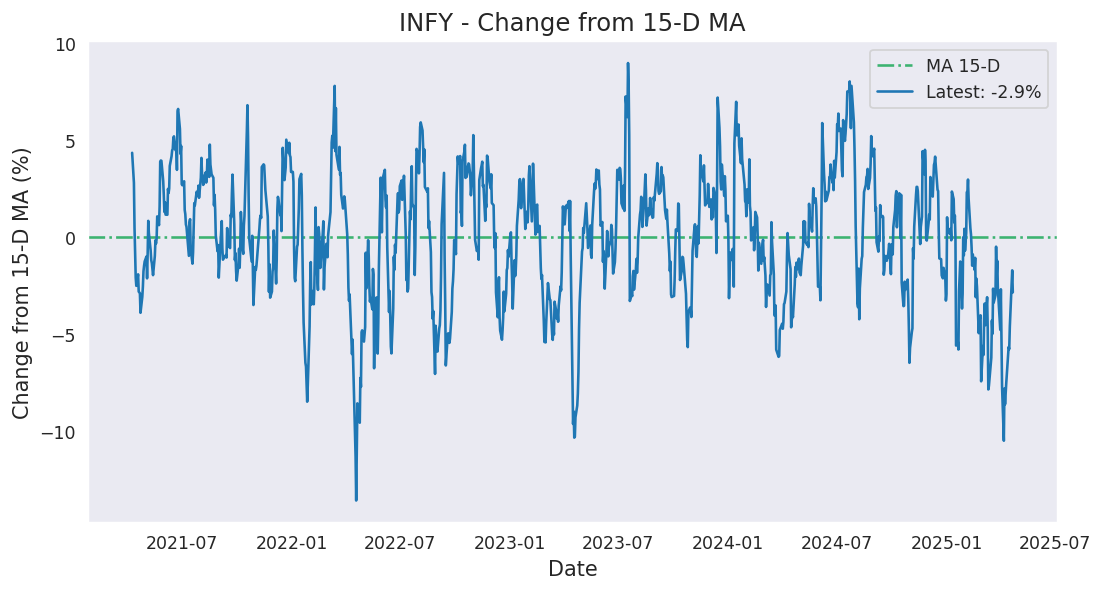 INFY - Change from 15-D MA
MA 15-D
Latest: -2.9%
Change from 15-D MA (%)
10
5
0
−5
−10
2021-07
2022-01
2022-07
2023-01
2023-07
2024-01
2024-07
2025-01
2025-07
Date